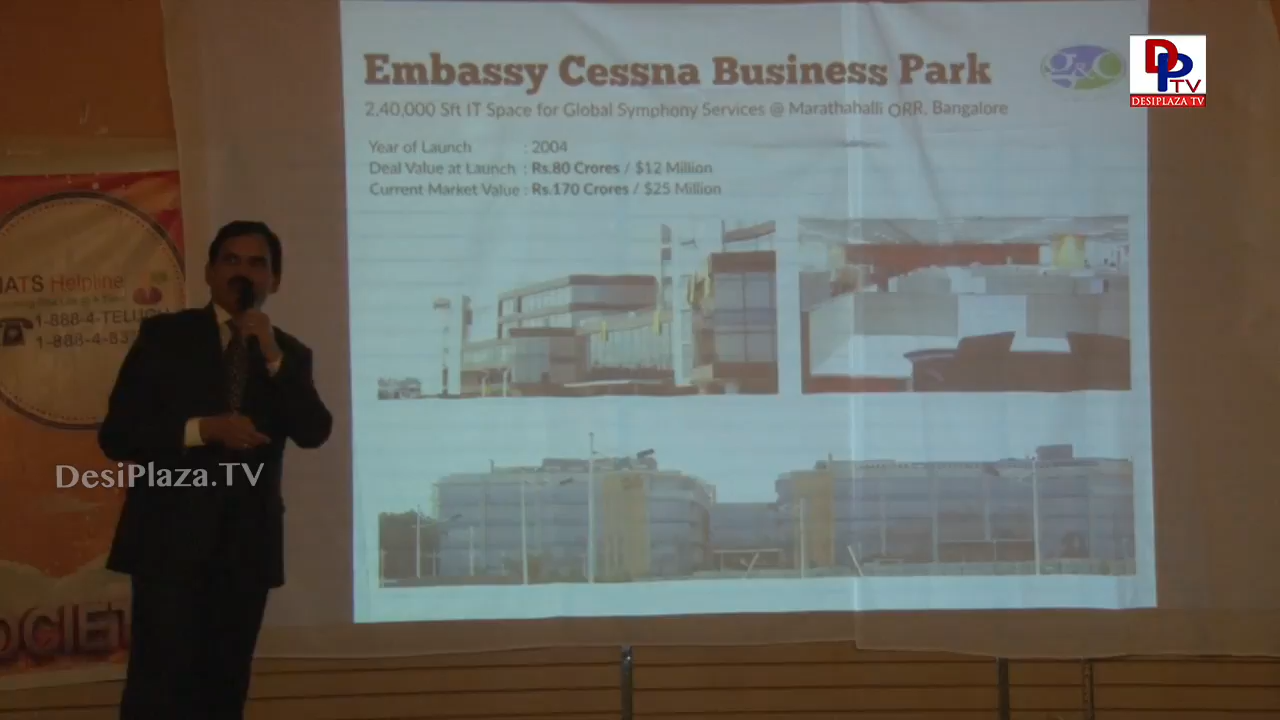 Embassy Cessna Business Park
g&c
DP
TV
DESIPLAZA TV
2,40,000 Sft IT Space for Global Symphony Services @ Marathahalli ORR, Bangalore
Year of Launch : 2004
Deal Value at Launch : Rs.80 Crores / $12 Million
Current Market Value : Rs.170 Crores / $25 Million
Helpline
1-888-4-TELUGU
1-888-4-83
DesiPlaza.TV